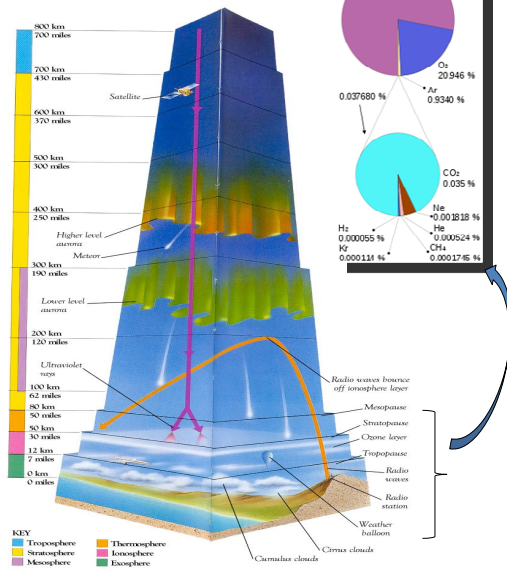 800 km
700 miles
700 km
430 miles
600 km
370 miles
500 km
300 miles
400 km
250 miles
300 km
190 miles
200 km
120 miles
100 km
62 miles
80 km
50 miles
50 km
30 miles
12 km
7 miles
0 km
0 miles
Satellite
Higher level
aurora
Meteor
Lower level
aurora
Ultraviolet
rays
Radio waves bounce
off ionosphere layer
Mesopause
Stratopause
Ozone layer
Tropopause
Radio
waves
Radio
station
Weather
balloon
Cirrus clouds
Cumulus clouds
KEY
Troposphere
Stratosphere
Mesosphere
Thermosphere
Ionosphere
Exosphere
O₂
20.946 %
Ar
0.9340 %
0.037680 %
CO₂
0.035 %
Ne
0.001818 %
He
0.000524 %
CH₄
0.0001745 %
H₂
0.000055 %
Kr
0.000114 %